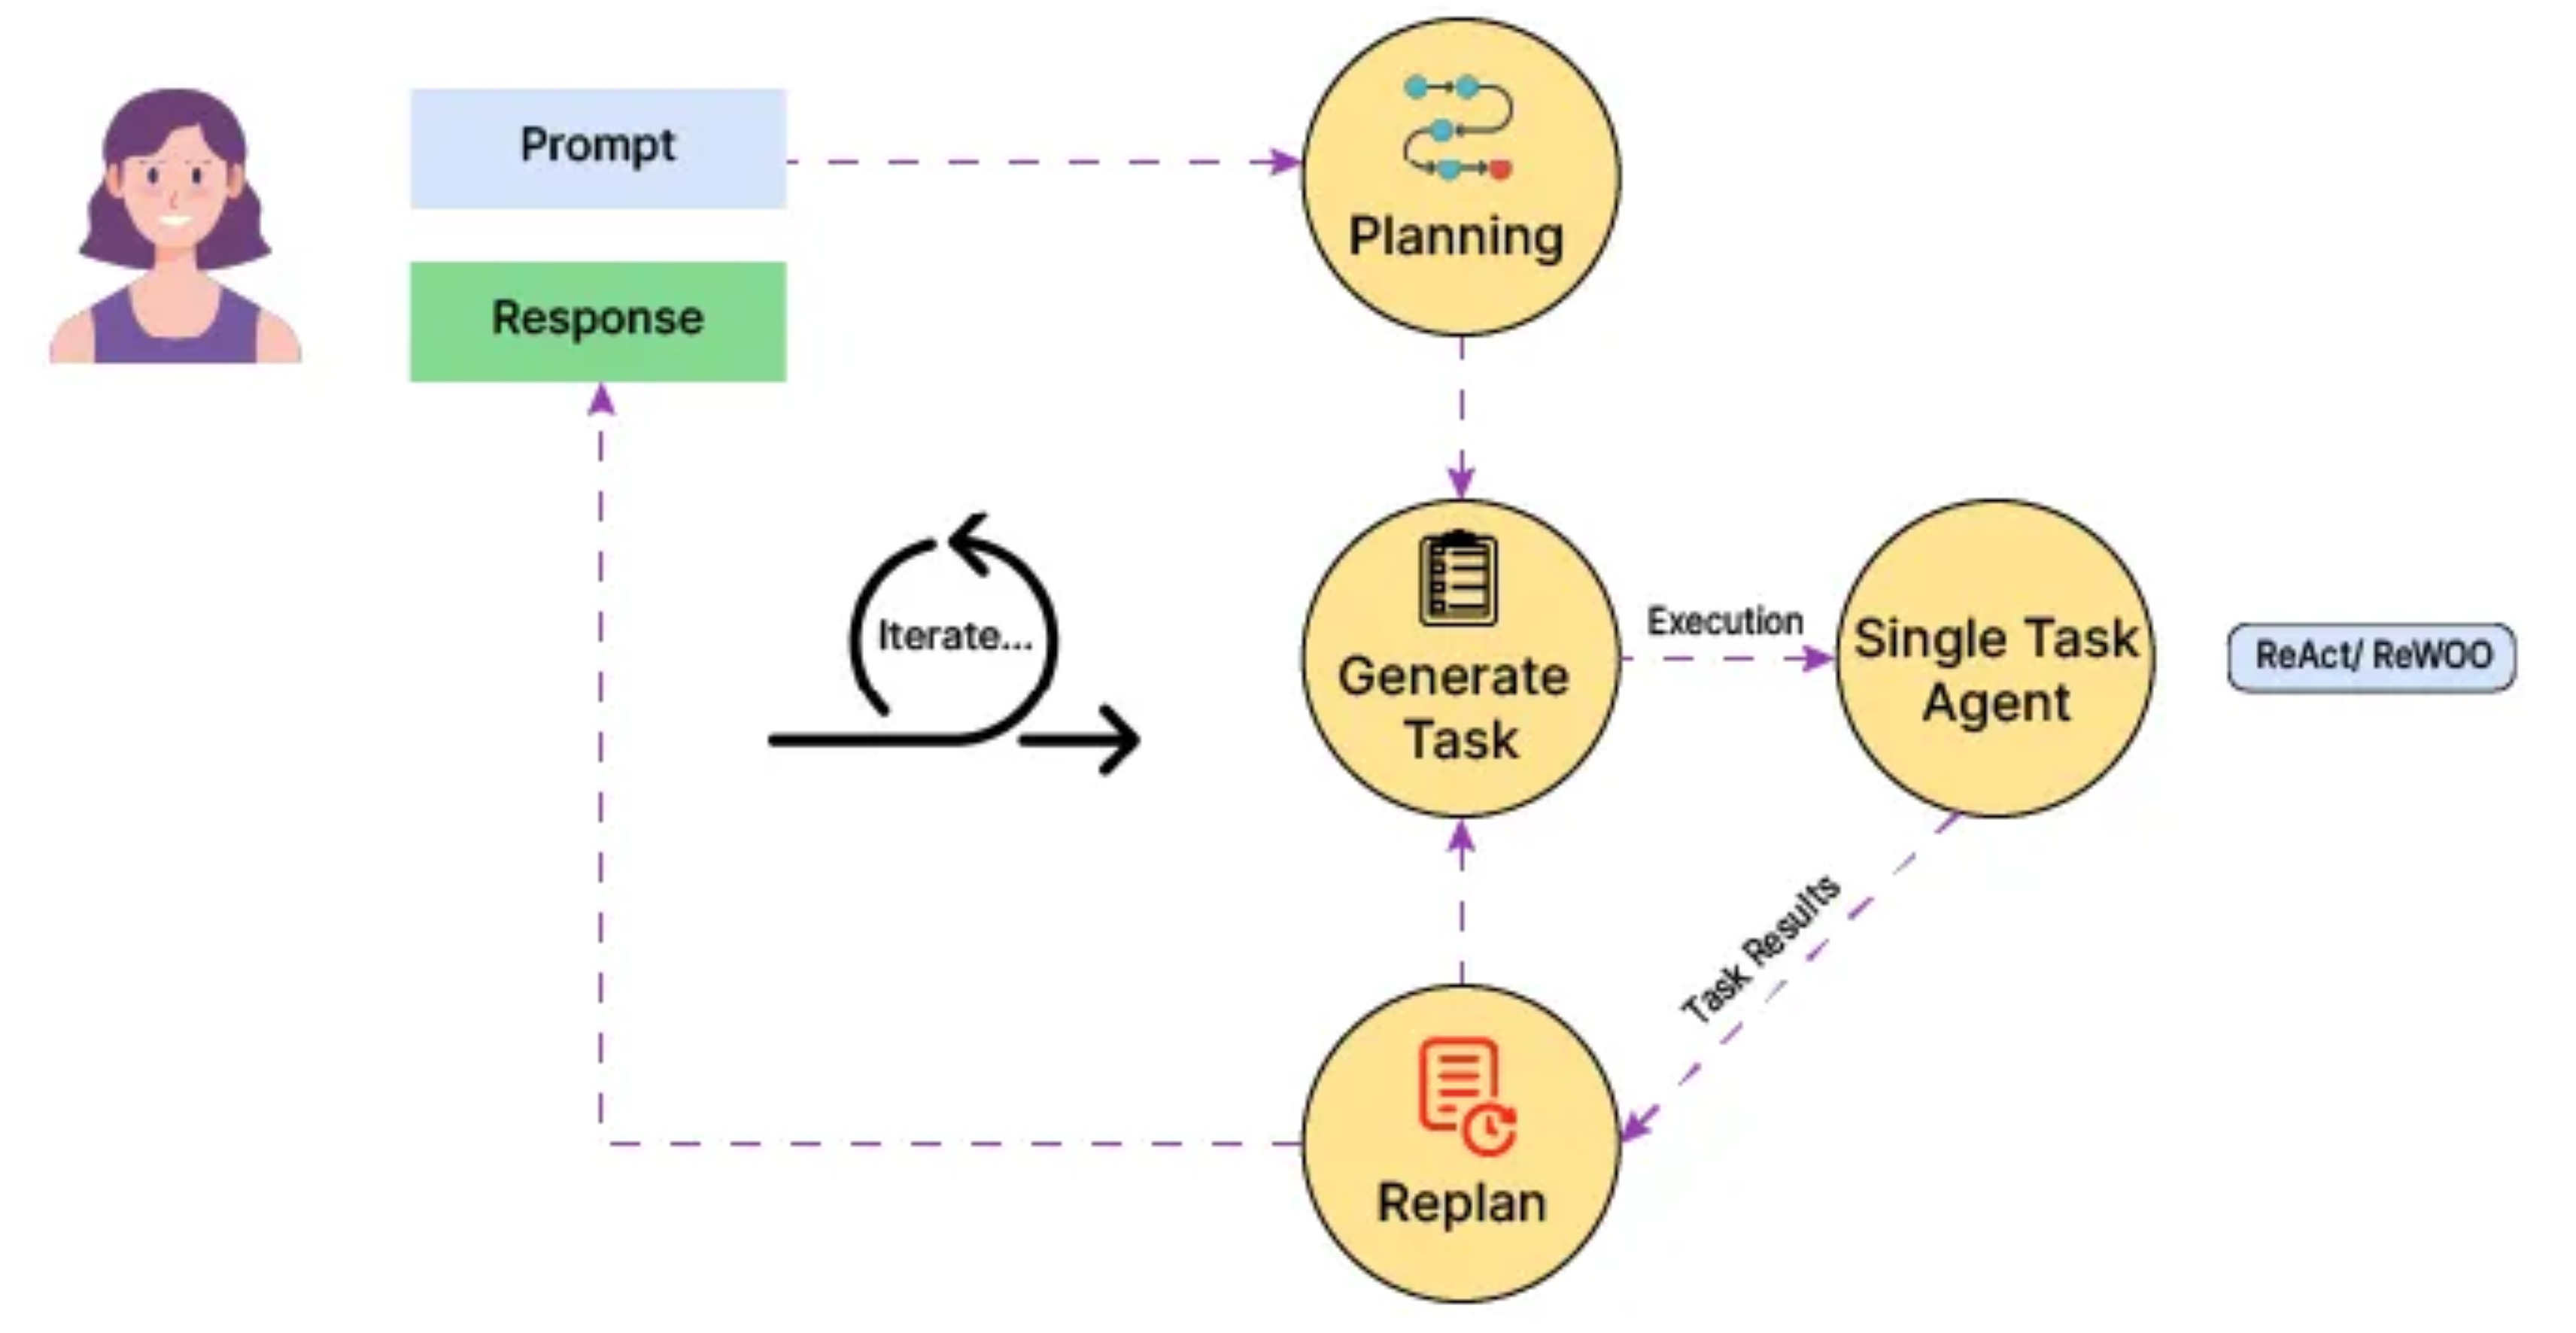 Prompt
Response
Planning
Iterate...
Generate
Task
Execution
Single Task
Agent
ReAct/ ReWOO
Task Results
Replan